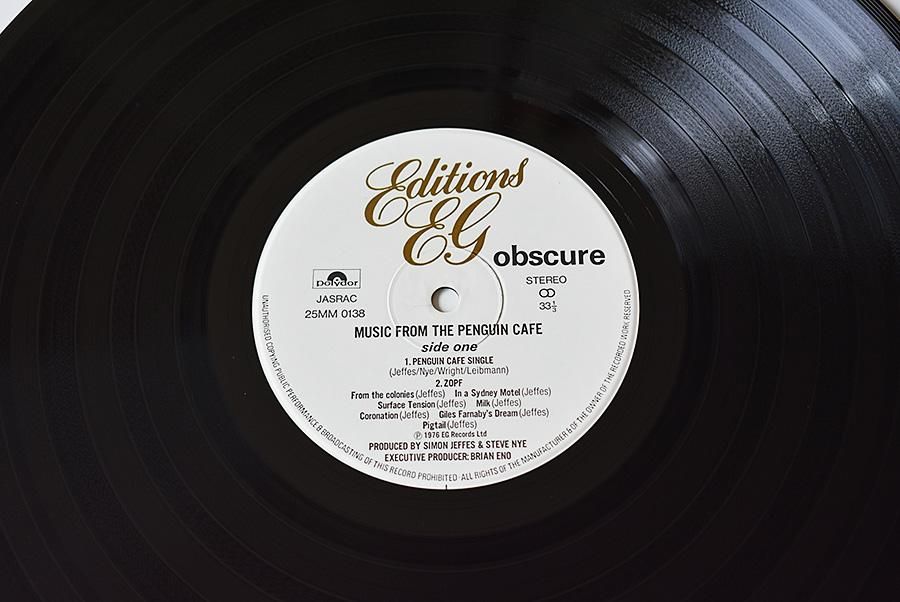 Editions
EG
obscure
polydor
JASRAC
25MM 0138
STEREO
33⅓
MUSIC FROM THE PENGUIN CAFE
side one
1. PENGUIN CAFE SINGLE
(Jeffes/Nye/Wright/Leibmann)
2. ZOPF
From the colonies (Jeffes) In a Sydney Motel (Jeffes)
Surface Tension (Jeffes) Milk (Jeffes)
Coronation (Jeffes) Giles Farnaby's Dream (Jeffes)
Pigtail (Jeffes)
℗ 1976 EG Records Ltd
PRODUCED BY SIMON JEFFES & STEVE NYE
EXECUTIVE PRODUCER: BRIAN ENO
UNAUTHORISED COPYING PUBLIC PERFORMANCE & BROADCASTING OF THIS RECORD PROHIBITED · ALL RIGHTS OF THE MANUFACTURER & OF THE OWNER OF THE RECORDED WORK RESERVED